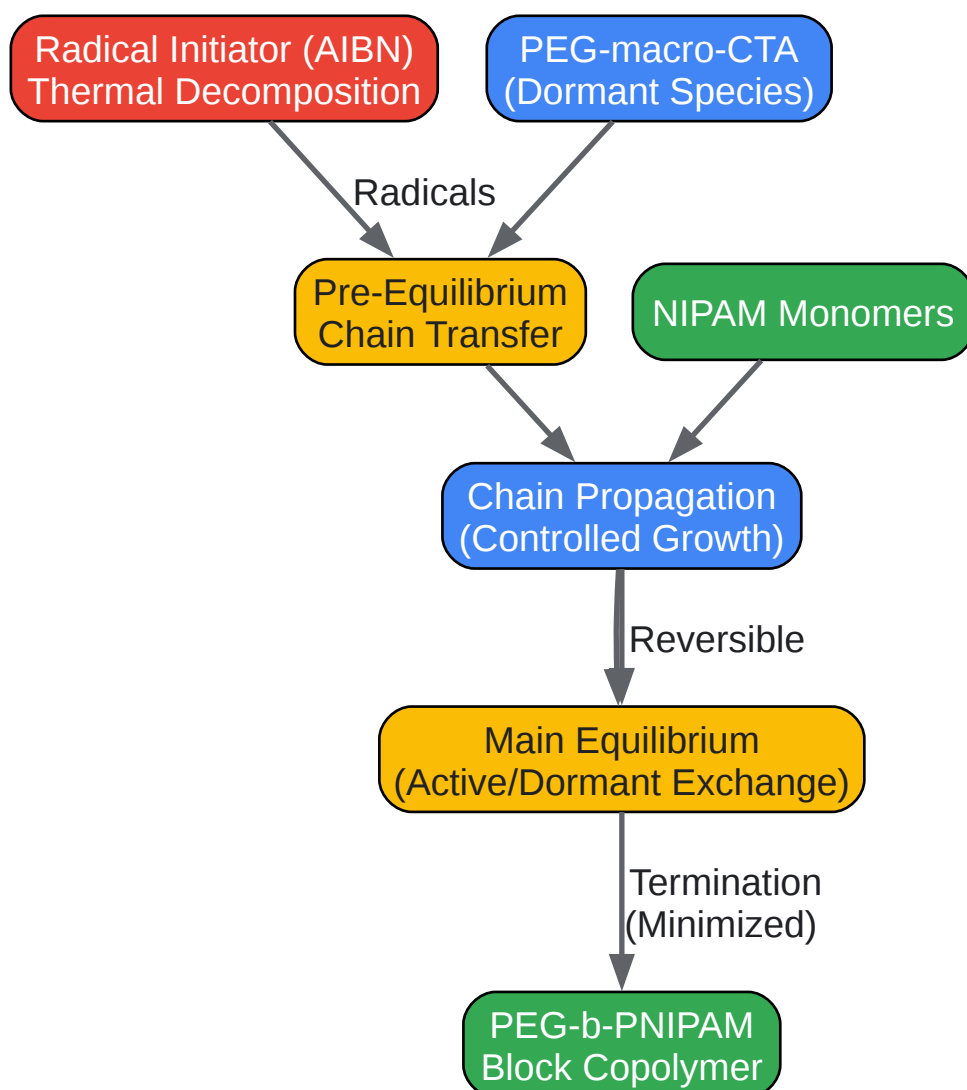 Radical Initiator (AIBN)
Thermal Decomposition
PEG-macro-CTA
(Dormant Species)
Radicals
Pre-Equilibrium
Chain Transfer
NIPAM Monomers
Chain Propagation
(Controlled Growth)
Reversible
Main Equilibrium
(Active/Dormant Exchange)
Termination
(Minimized)
PEG-b-PNIPAM
Block Copolymer